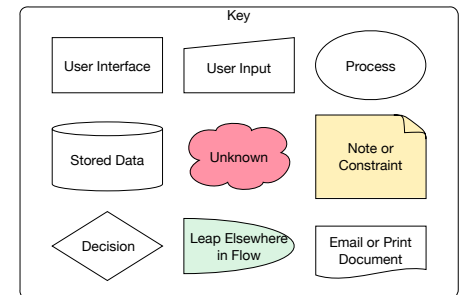 Key
User Interface
User Input
Process
Stored Data
Unknown
Note or
Constraint
Decision
Leap Elsewhere
in Flow
Email or Print
Document